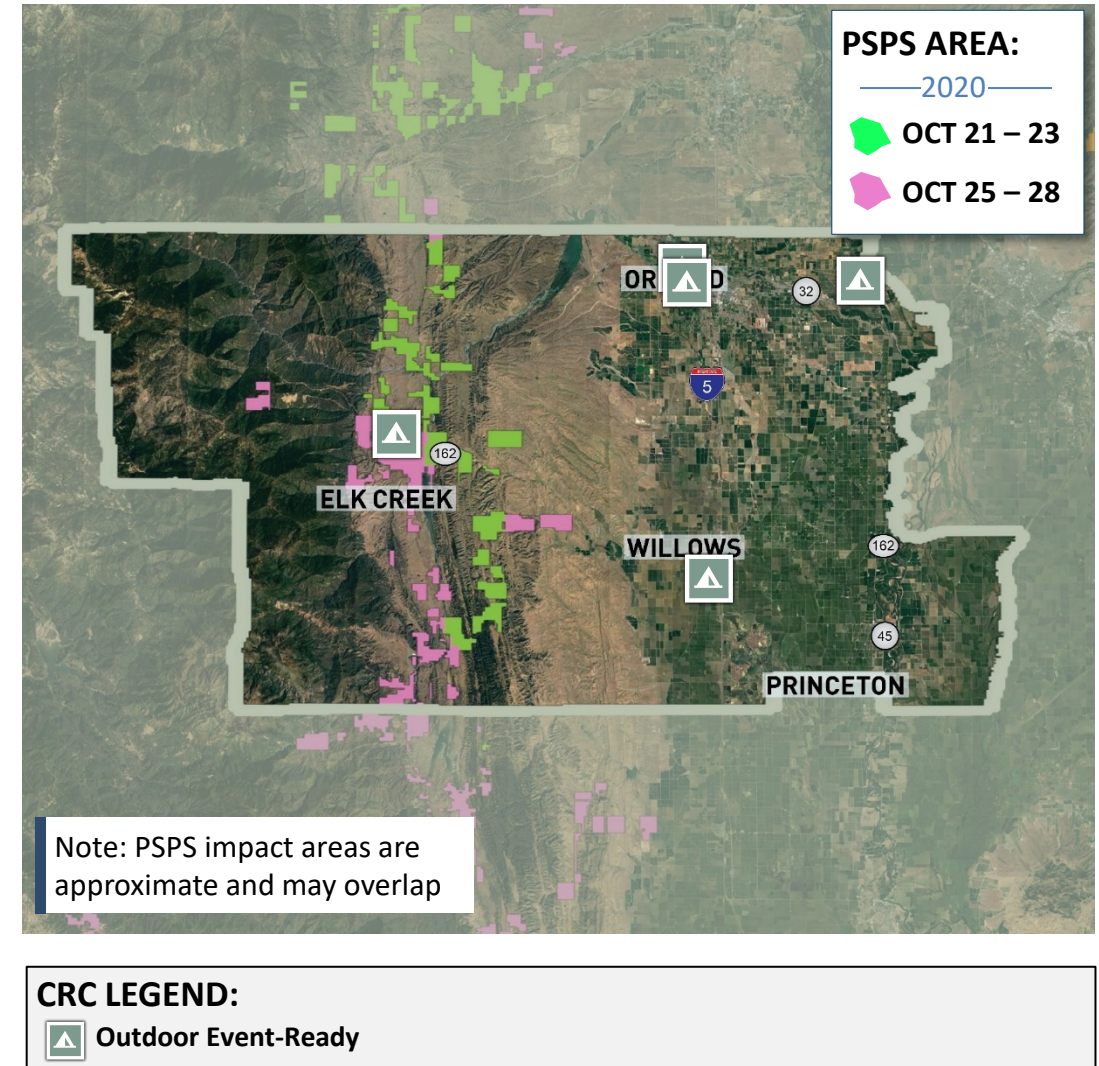 PSPS AREA:
2020
OCT 21 – 23
OCT 25 – 28
32
5
162
ELK CREEK
WILLOWS
162
45
PRINCETON
Note: PSPS impact areas are
approximate and may overlap
CRC LEGEND:
Outdoor Event-Ready